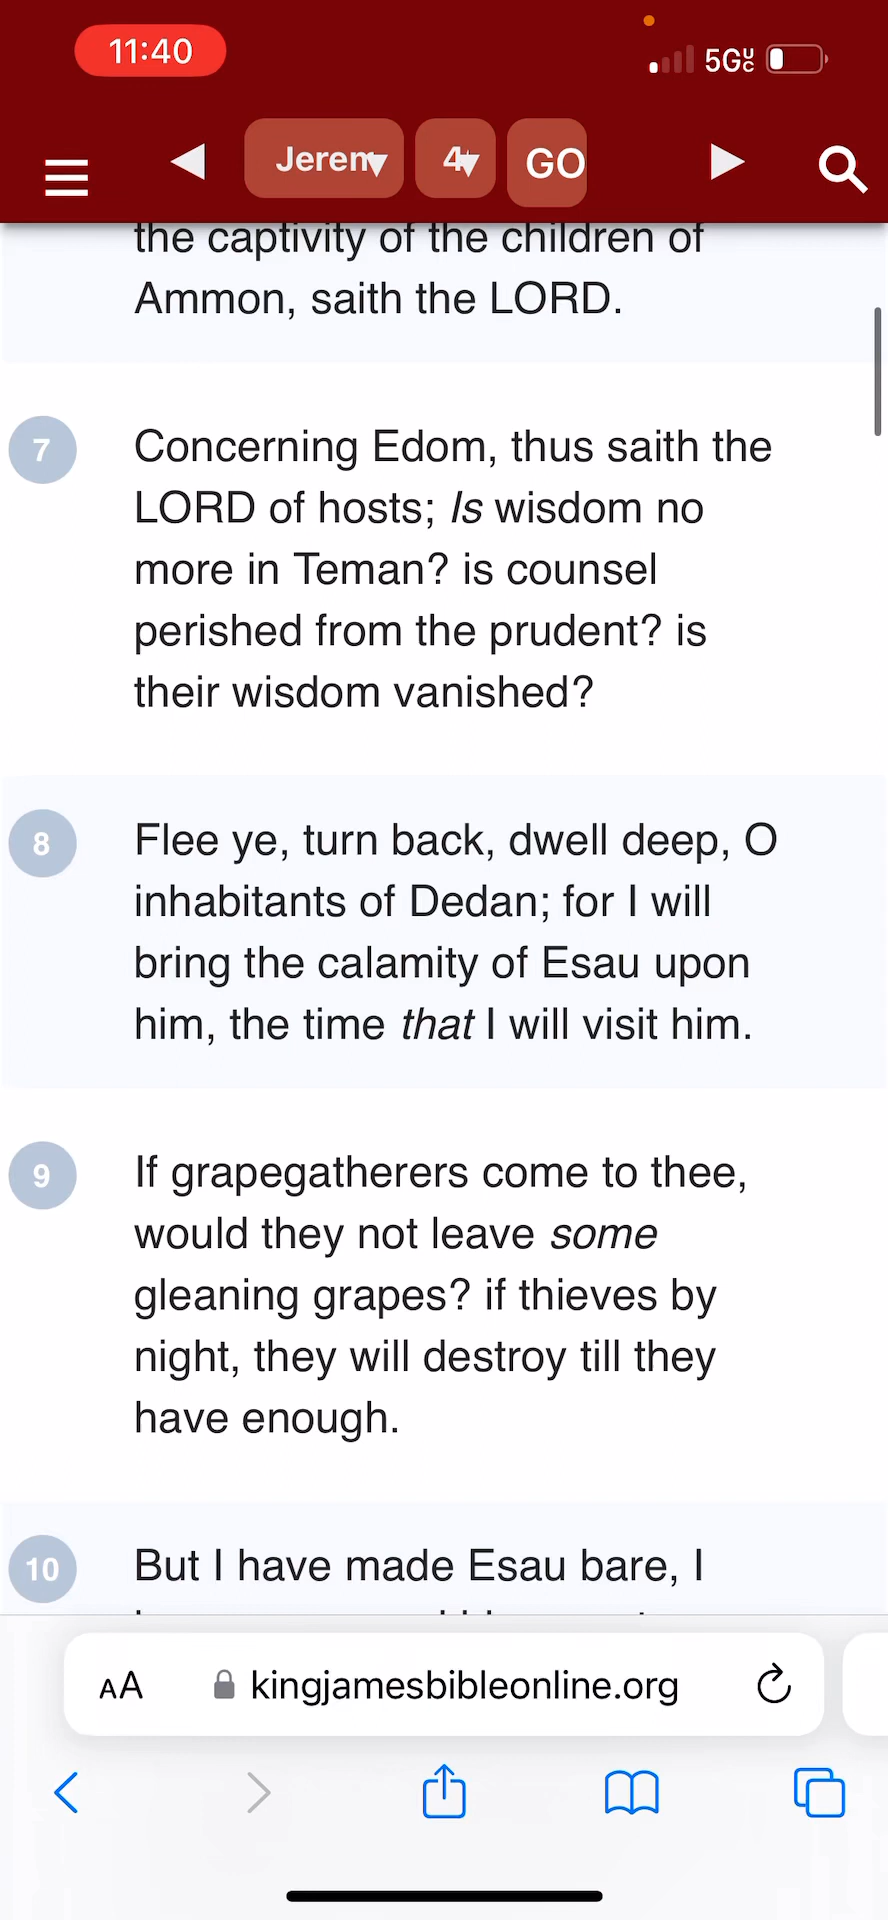 11:40
5G
Jerem
4
GO
the captivity of the children of
Ammon, saith the LORD.
7
Concerning Edom, thus saith the
LORD of hosts; Is wisdom no
more in Teman? is counsel
perished from the prudent? is
their wisdom vanished?
8
Flee ye, turn back, dwell deep, O
inhabitants of Dedan; for I will
bring the calamity of Esau upon
him, the time that I will visit him.
9
If grapegatherers come to thee,
would they not leave some
gleaning grapes? if thieves by
night, they will destroy till they
have enough.
10
But I have made Esau bare, I
AA
kingjamesbibleonline.org